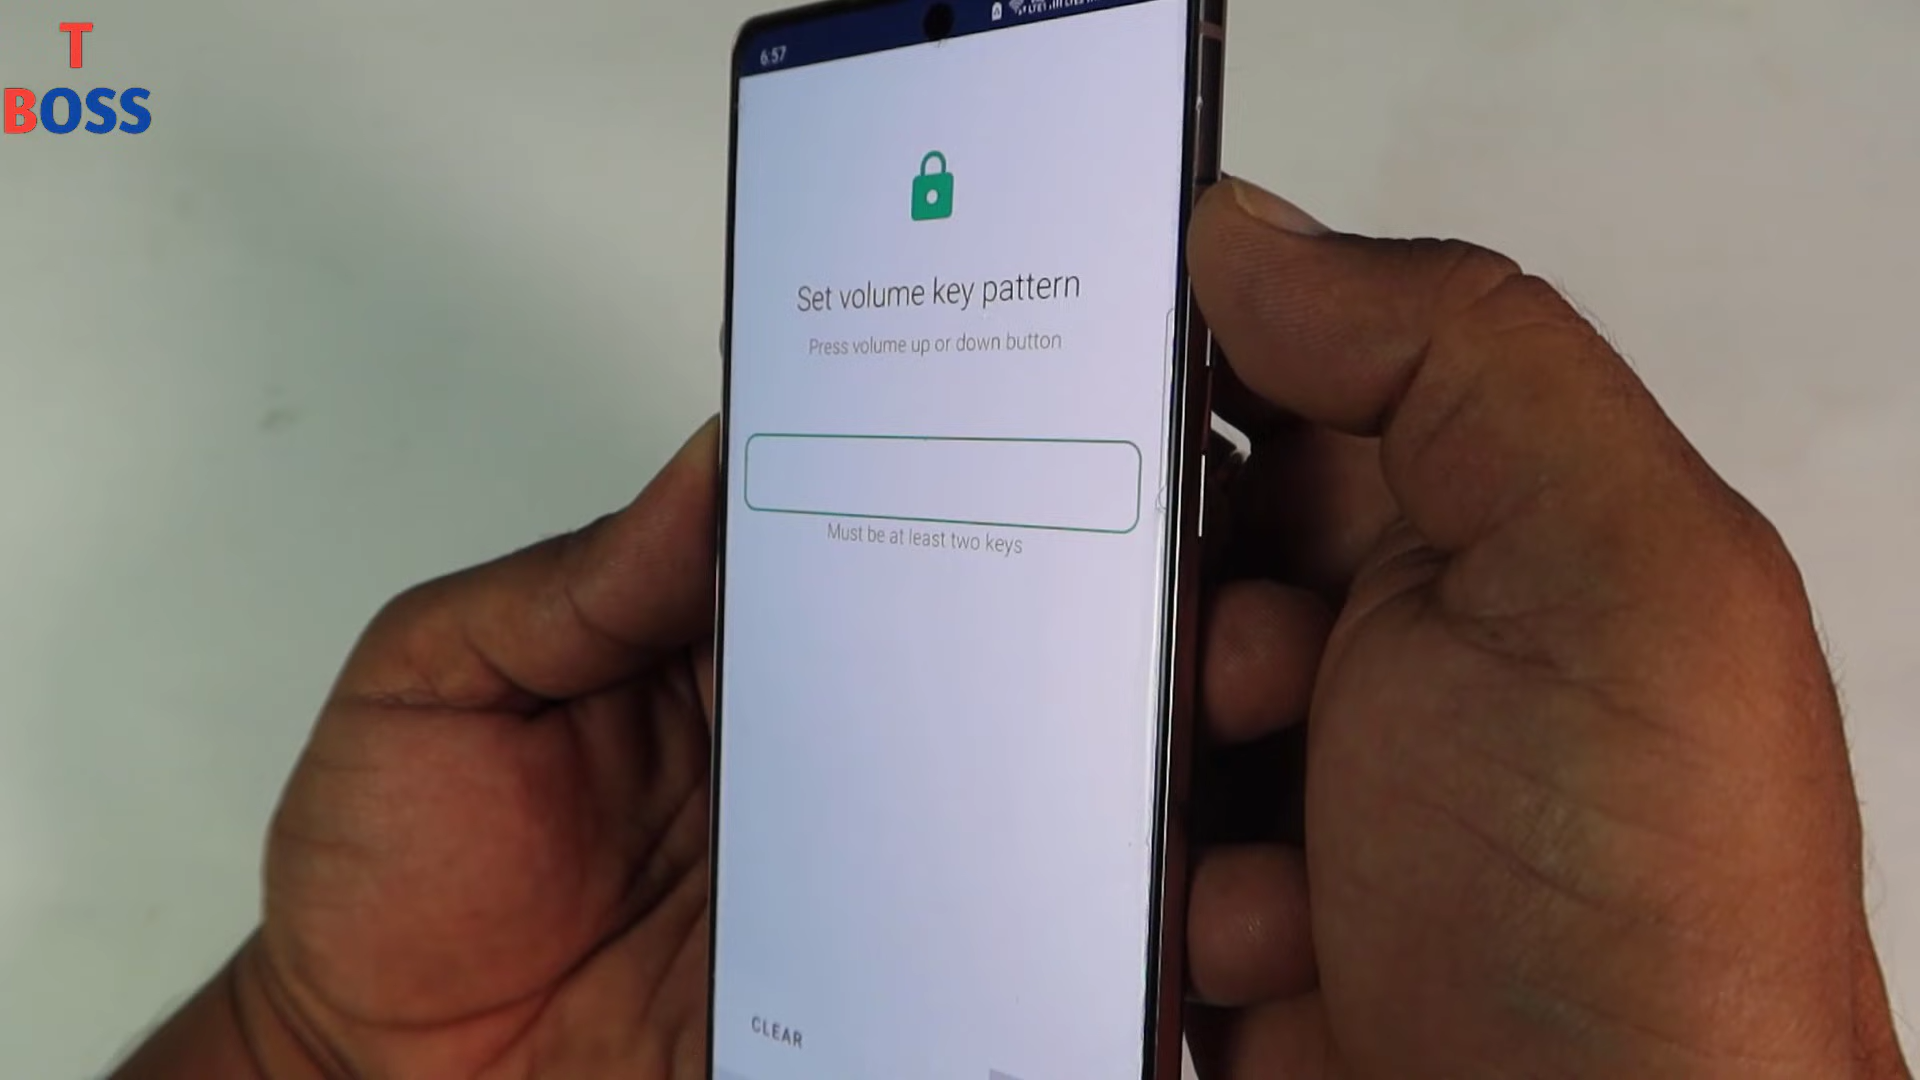 T
BOSS
6:57
Set volume key pattern
Press volume up or down button
Must be at least two keys
CLEAR